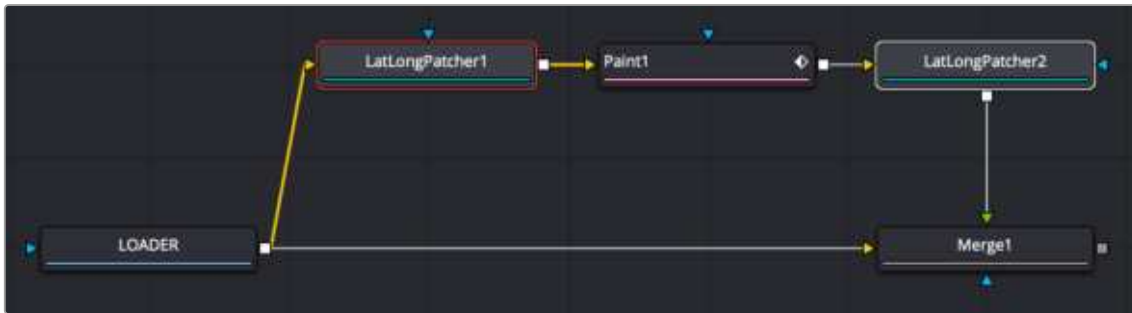 LatLongPatcher1
Paint1
LatLongPatcher2
LOADER
Merge1